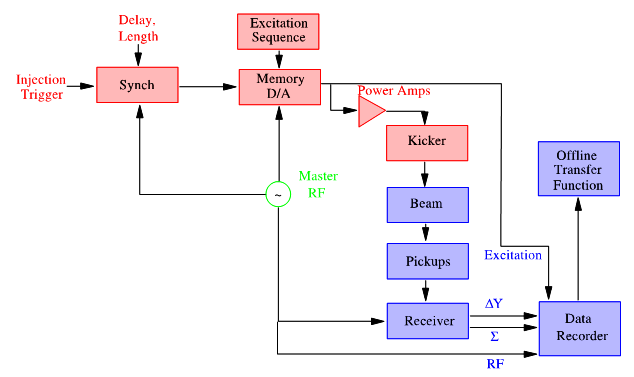 Delay,
Length
Excitation
Sequence
Injection
Trigger
Synch
Memory
D/A
Power Amps
Kicker
Master
RF
~
Offline
Transfer
Function
Beam
Pickups
Excitation
Receiver
ΔY
Σ
Data
Recorder
RF